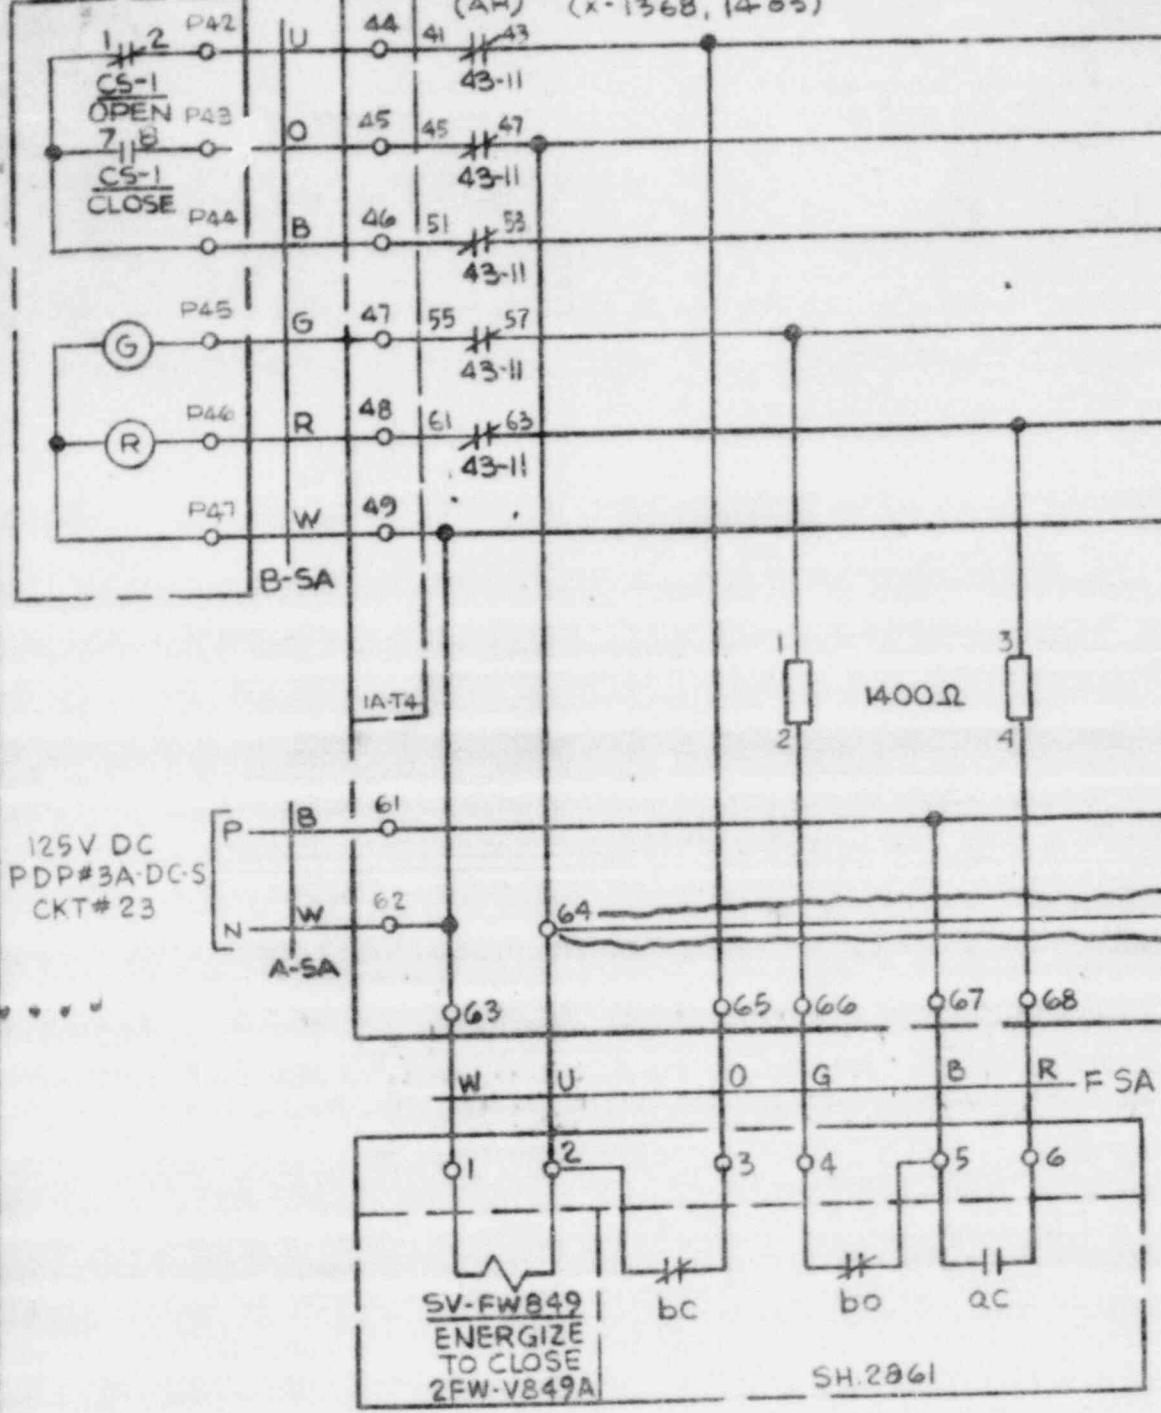 (X-1368, 1485)
1 2 P42 U 44 41 43
CS-1
OPEN
43-11
7 8 P43 O 45 45 47
CS-1
CLOSE
43-11
P44 B 46 51 53
43-11
G P45 G 47 55 57
43-11
R P46 R 48 61 63
43-11
P47 W 49
B-SA
1 3
1400Ω
2 4
1A-T4
125V DC
PDP#3A-DC-S
CKT#23
P B 61
N W 62 64
A-SA
63 65 66 67 68
W U O G B R F SA
1 2 3 4 5 6
SV-FW849
ENERGIZE
TO CLOSE
2FW-V849A
bc bo ac
SH.2861